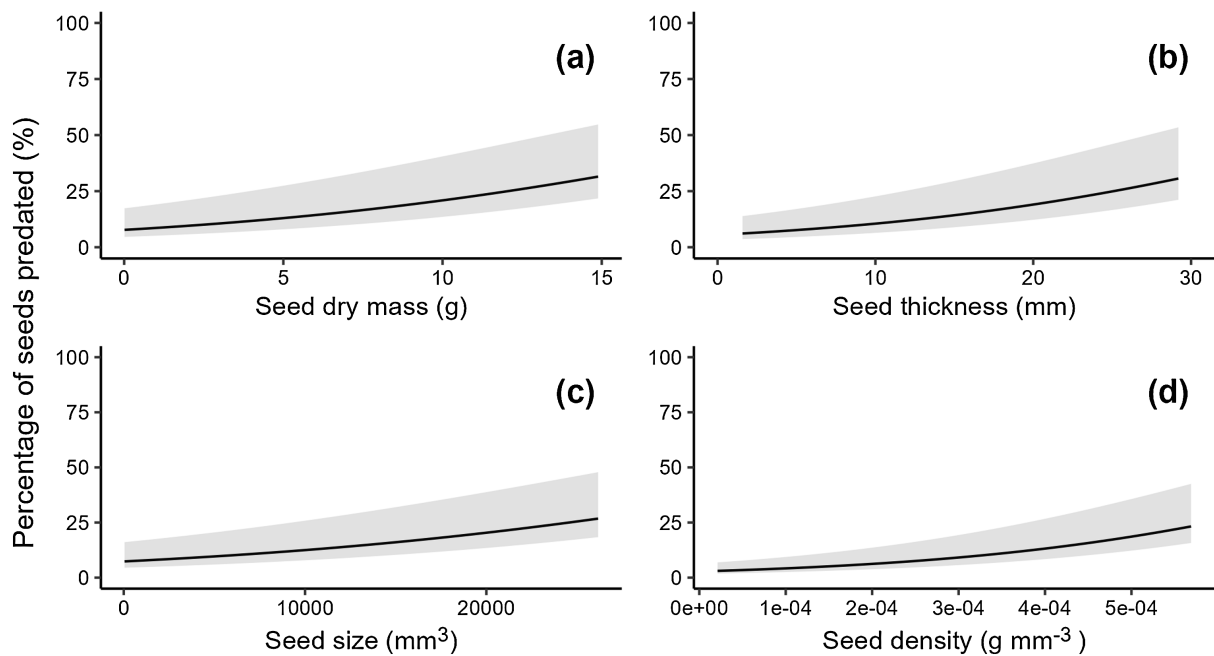 Percentage of seeds predated (%)
100
75
50
25
0
(a)
0 5 10 15
Seed dry mass (g)
100
75
50
25
0
(b)
0 10 20 30
Seed thickness (mm)
100
75
50
25
0
(c)
0 10000 20000
Seed size (mm³)
100
75
50
25
0
(d)
0e+00 1e-04 2e-04 3e-04 4e-04 5e-04
Seed density (g mm⁻³ )